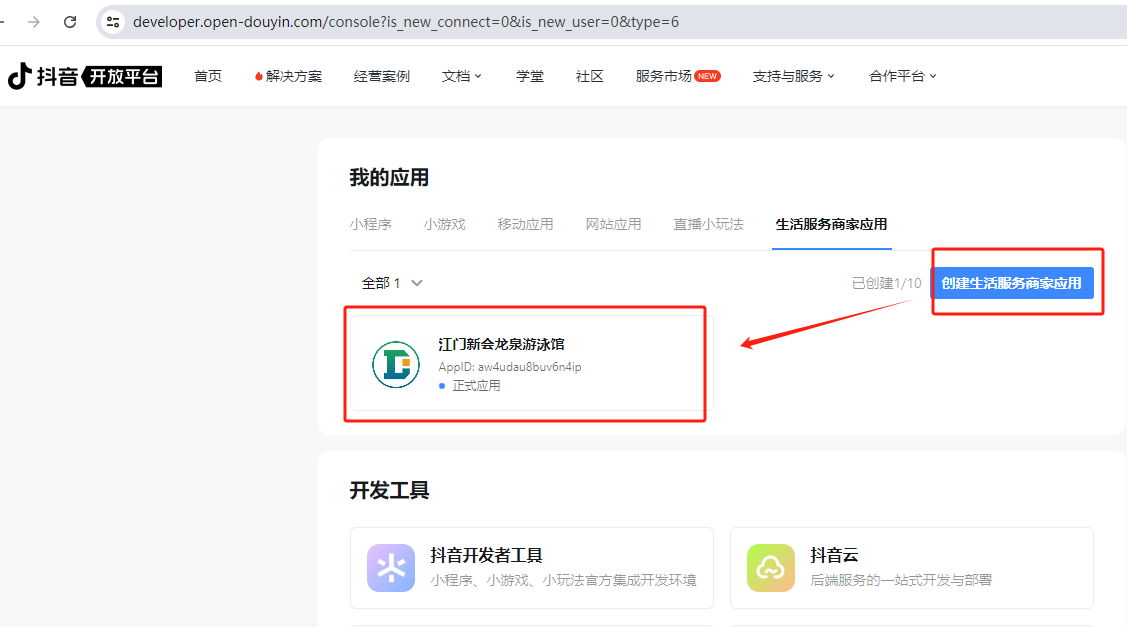 developer.open-douyin.com/console?is_new_connect=0&is_new_user=0&type=6
抖音 开放平台 首页 解决方案 经营案例 文档 学堂 社区 服务市场 NEW 支持与服务 合作平台
我的应用
小程序 小游戏 移动应用 网站应用 直播小玩法 生活服务商家应用
全部 1 已创建1/10 创建生活服务商家应用
江门新会龙泉游泳馆
AppID: aw4udau8buv6n4ip
正式应用
开发工具
抖音开发者工具
小程序、小游戏、小玩法官方集成开发环境
抖音云
后端服务的一站式开发与部署